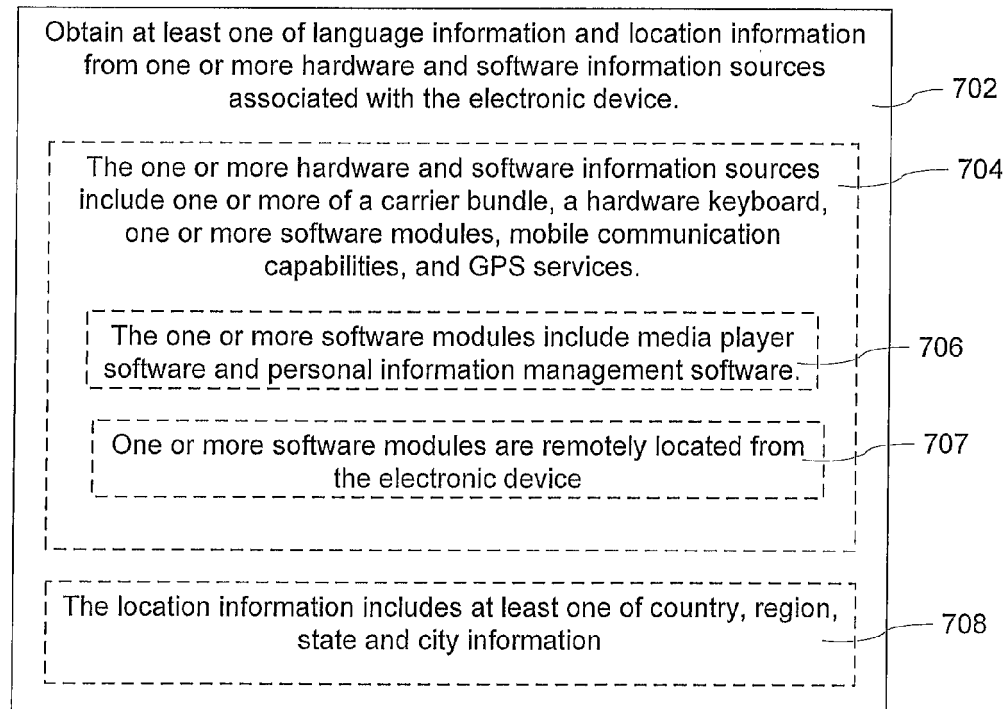 Obtain at least one of language information and location information
from one or more hardware and software information sources
associated with the electronic device.
702
The one or more hardware and software information sources
include one or more of a carrier bundle, a hardware keyboard,
one or more software modules, mobile communication
capabilities, and GPS services.
704
The one or more software modules include media player
software and personal information management software.
706
One or more software modules are remotely located from
the electronic device
707
The location information includes at least one of country, region,
state and city information
708